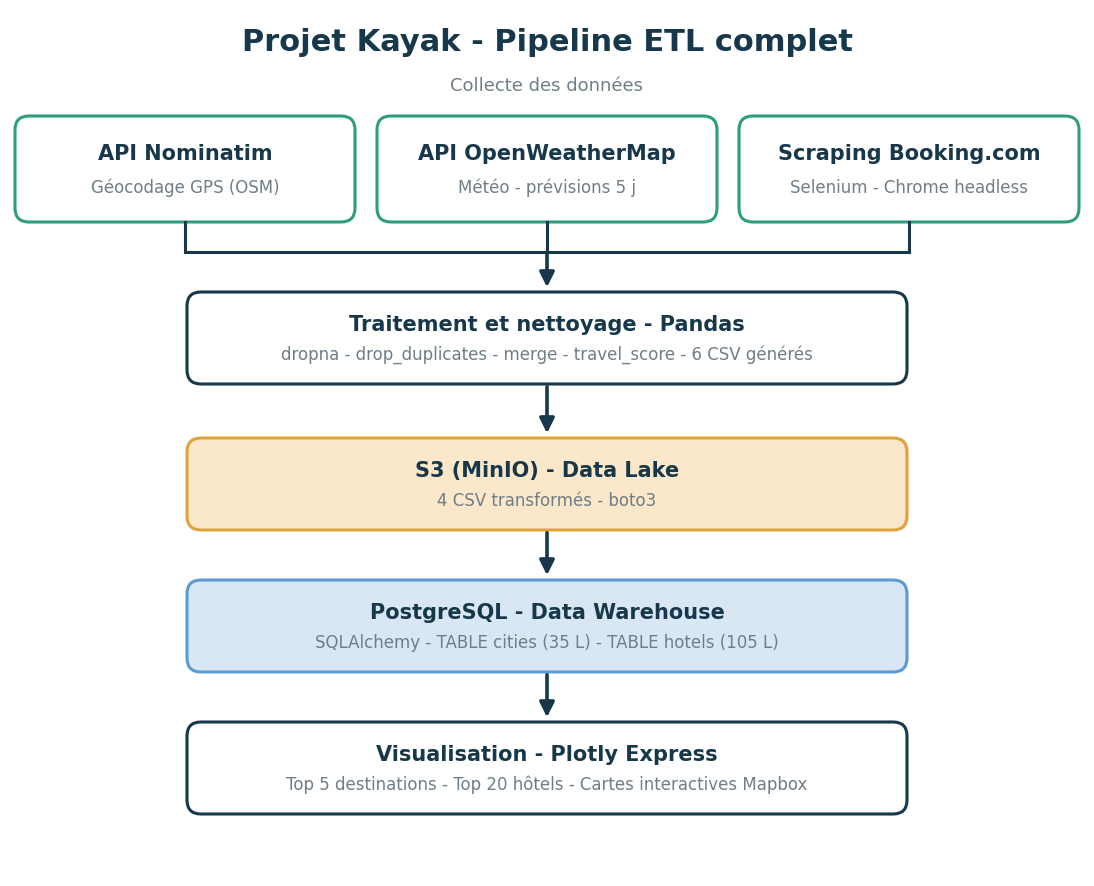 Projet Kayak - Pipeline ETL complet
Collecte des données
API Nominatim
Géocodage GPS (OSM)
API OpenWeatherMap
Météo - prévisions 5 j
Scraping Booking.com
Selenium - Chrome headless
Traitement et nettoyage - Pandas
dropna - drop_duplicates - merge - travel_score - 6 CSV générés
S3 (MinIO) - Data Lake
4 CSV transformés - boto3
PostgreSQL - Data Warehouse
SQLAlchemy - TABLE cities (35 L) - TABLE hotels (105 L)
Visualisation - Plotly Express
Top 5 destinations - Top 20 hôtels - Cartes interactives Mapbox